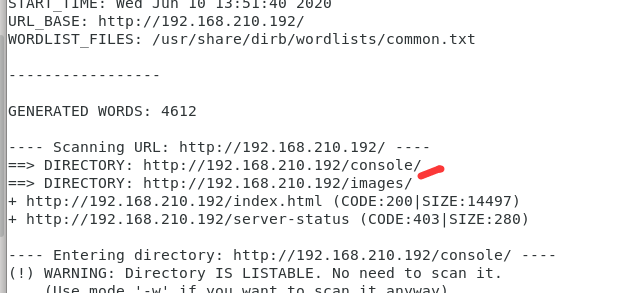 START_TIME: Wed Jun 10 13:51:40 2020
URL_BASE: http://192.168.210.192/
WORDLIST_FILES: /usr/share/dirb/wordlists/common.txt
-----------------
GENERATED WORDS: 4612
---- Scanning URL: http://192.168.210.192/ ----
==> DIRECTORY: http://192.168.210.192/console/
==> DIRECTORY: http://192.168.210.192/images/
+ http://192.168.210.192/index.html (CODE:200|SIZE:14497)
+ http://192.168.210.192/server-status (CODE:403|SIZE:280)
---- Entering directory: http://192.168.210.192/console/ ----
(!) WARNING: Directory IS LISTABLE. No need to scan it.
(Use mode '-w' if you want to scan it anyway)